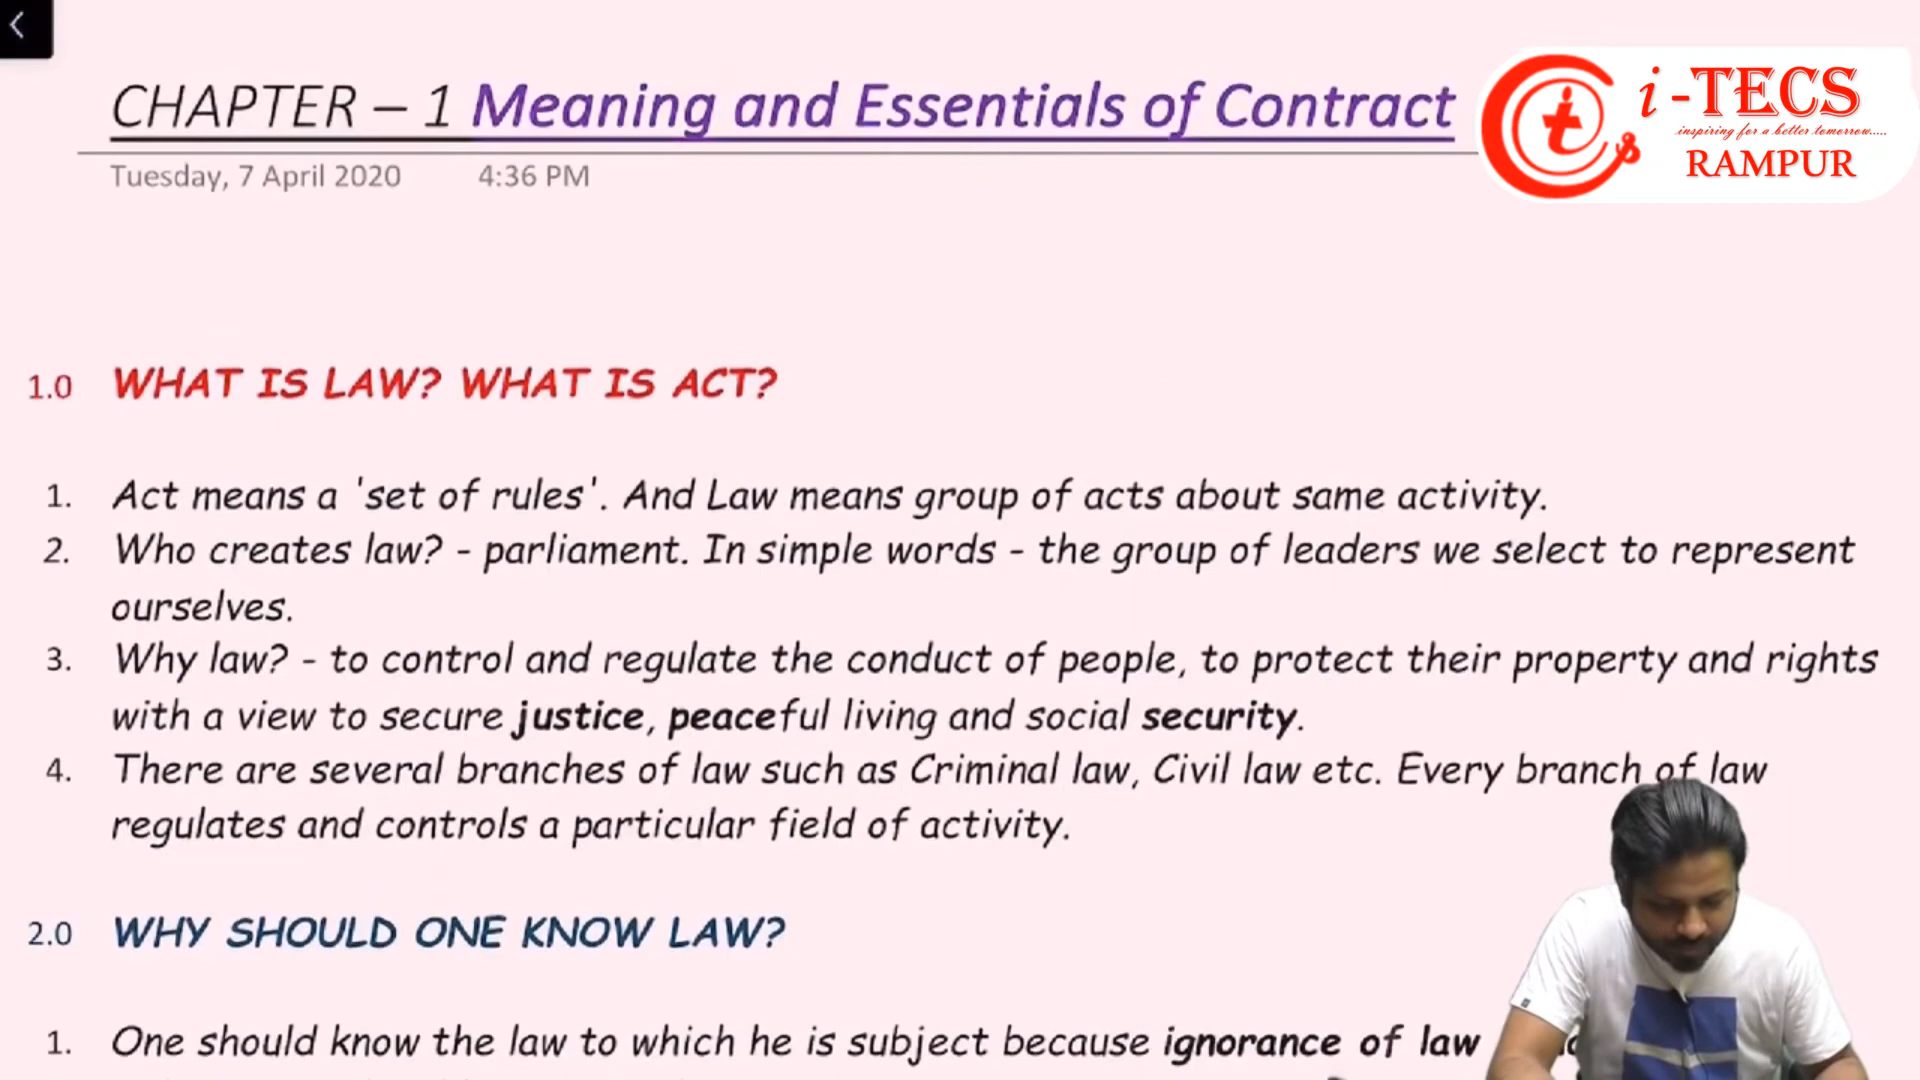 CHAPTER – 1 Meaning and Essentials of Contract
Tuesday, 7 April 2020 4:36 PM
i-TECS
inspiring for a better tomorrow.....
RAMPUR
1.0 WHAT IS LAW? WHAT IS ACT?
1. Act means a 'set of rules'. And Law means group of acts about same activity.
2. Who creates law? - parliament. In simple words - the group of leaders we select to represent
ourselves.
3. Why law? - to control and regulate the conduct of people, to protect their property and rights
with a view to secure justice, peaceful living and social security.
4. There are several branches of law such as Criminal law, Civil law etc. Every branch of law
regulates and controls a particular field of activity.
2.0 WHY SHOULD ONE KNOW LAW?
1. One should know the law to which he is subject because ignorance of law